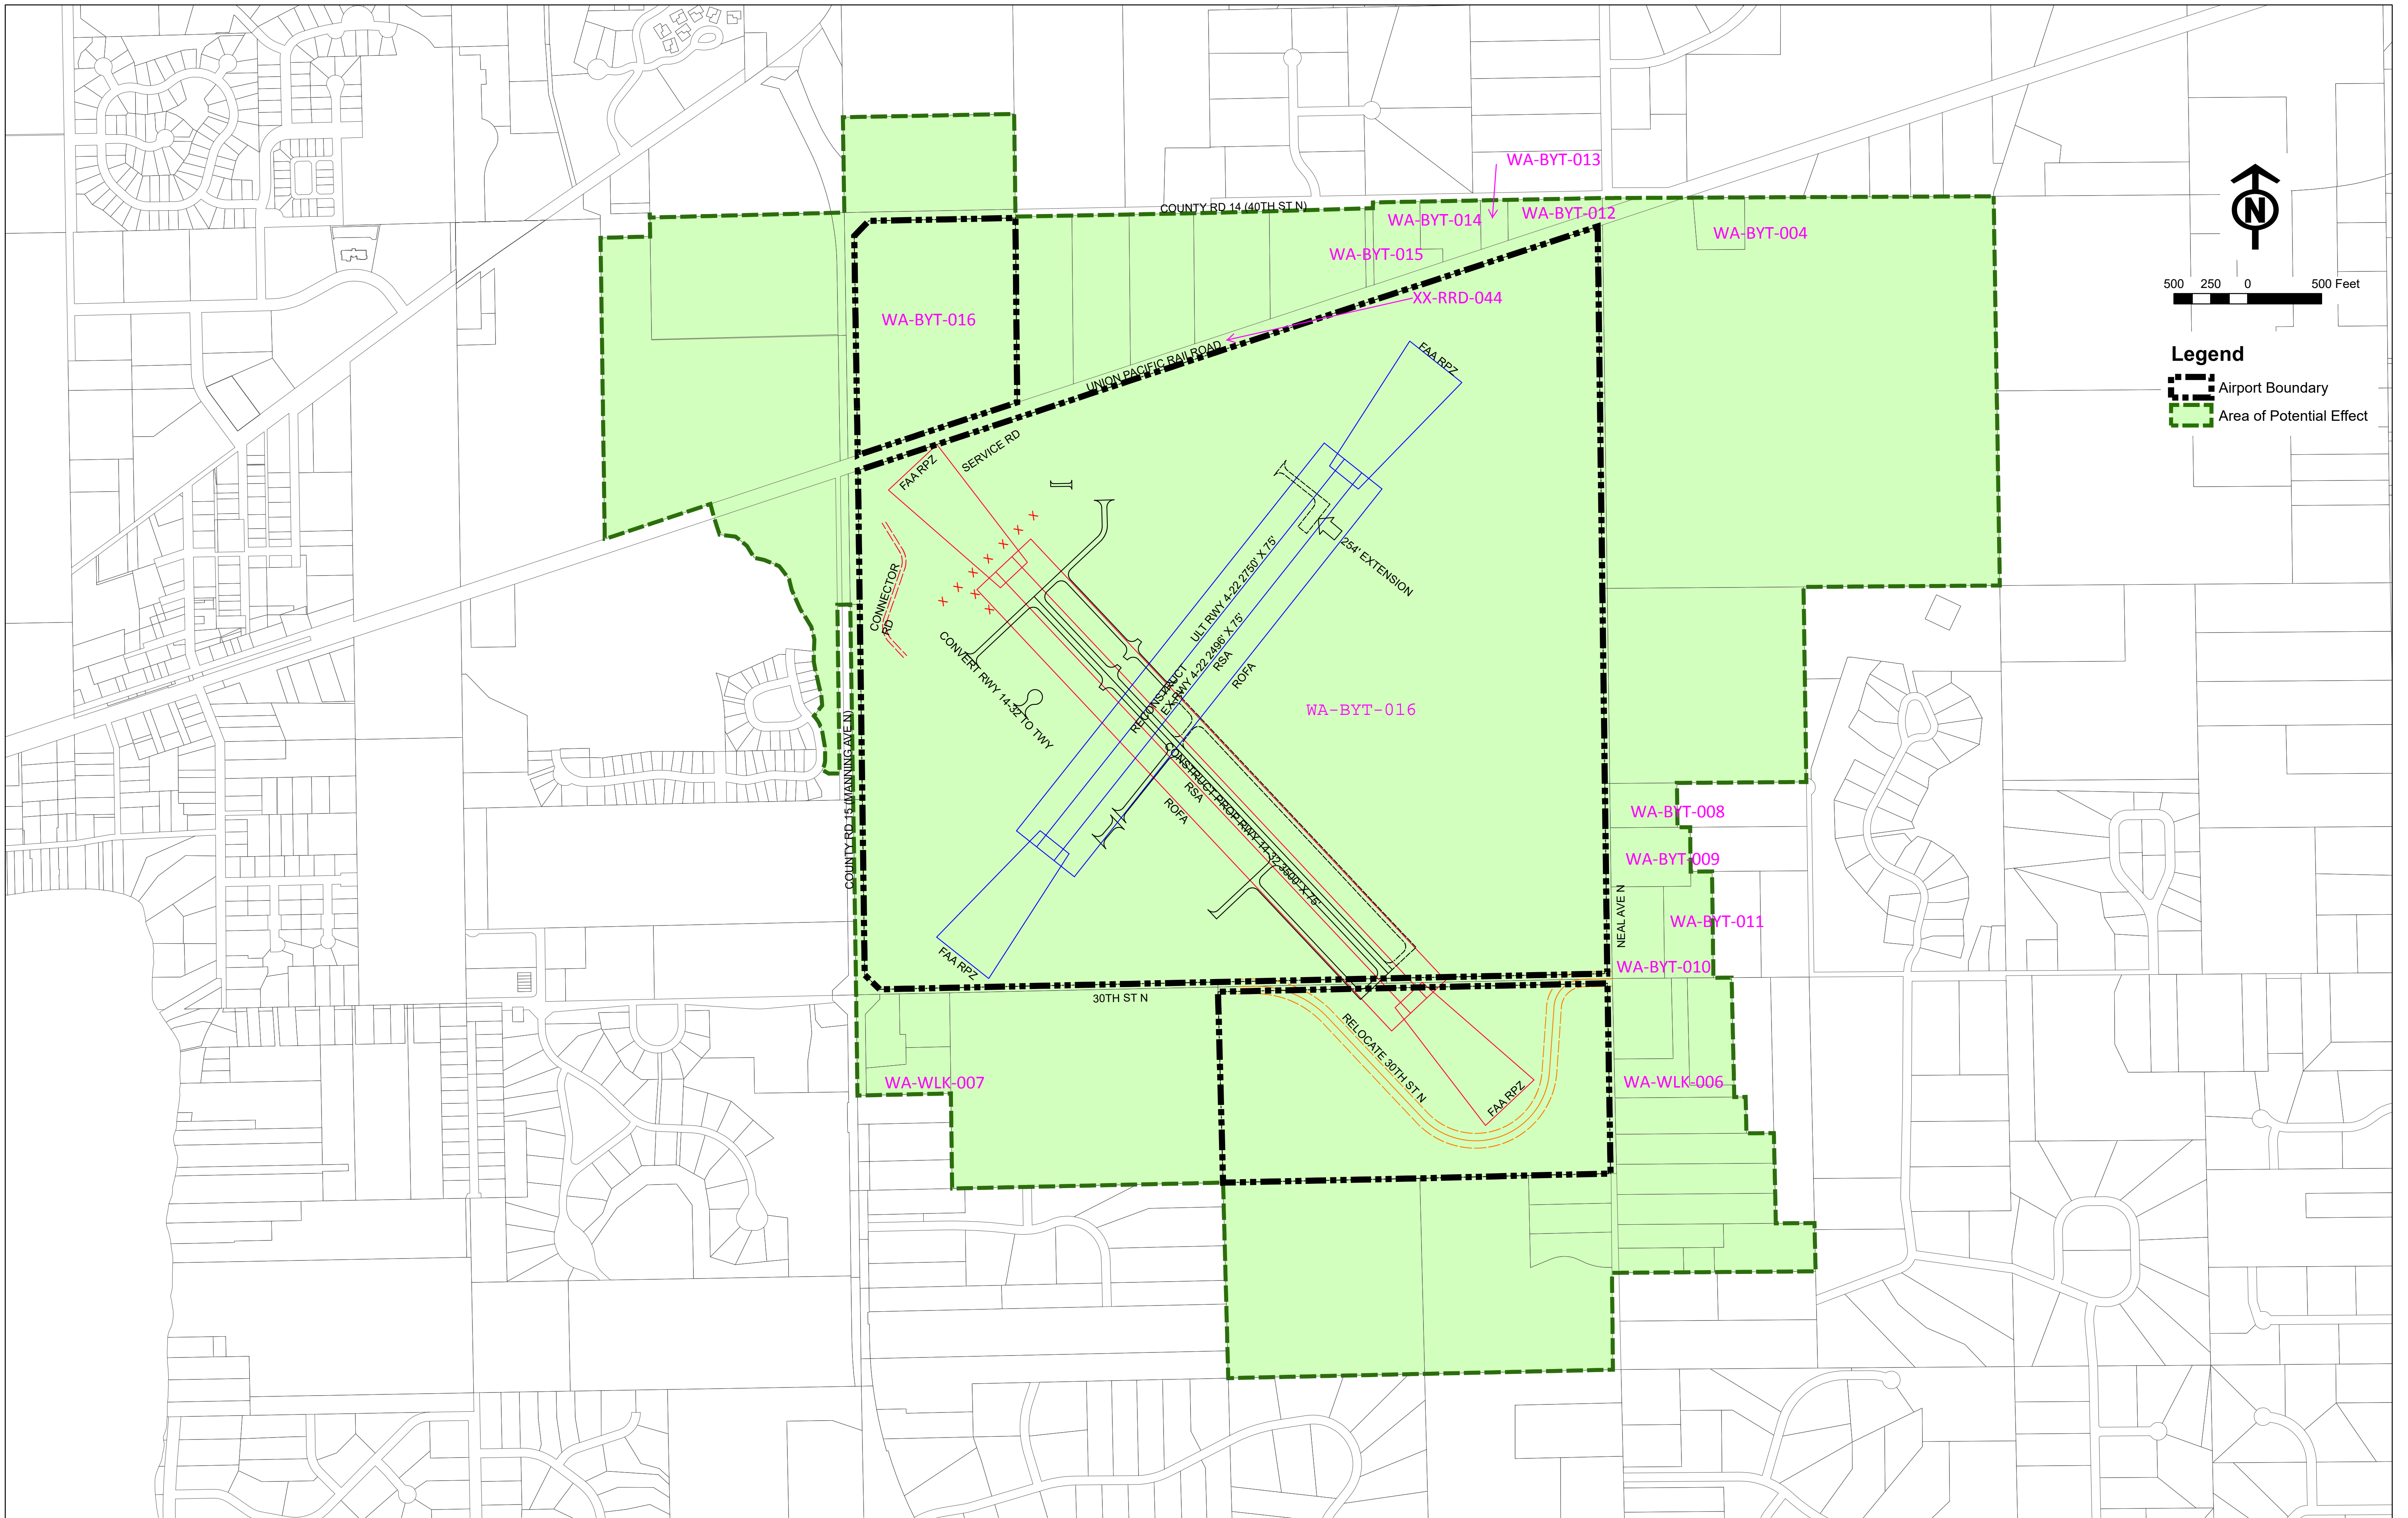 WA-BYT-013
COUNTY RD 14 (40TH ST N)
WA-BYT-014
WA-BYT-012
WA-BYT-004
WA-BYT-015
N
500 250 0 500 Feet
XX-RRD-044
WA-BYT-016
UNION PACIFIC RAILROAD
FAA RPZ
Legend
Airport Boundary
Area of Potential Effect
SERVICE RD
FAA RPZ
X X X X X X X X X
254' EXTENSION
CONNECTOR
RD
ULT RWY 4-22 2750' X 75'
RECONSTRUCT
EX RWY 4-22 2496' X 75'
RSA
ROFA
CONVERT RWY 14-32 TO TWY
WA-BYT-016
COUNTY RD 15 (MANNING AVE N)
CONSTRUCT PROP RWY 14-32 3500' X 75'
RSA
ROFA
WA-BYT-008
WA-BYT-009
NEAL AVE N
WA-BYT-011
FAA RPZ
WA-BYT-010
30TH ST N
RELOCATE 30TH ST N
WA-WLK-007
WA-WLK-006
FAA RPZ